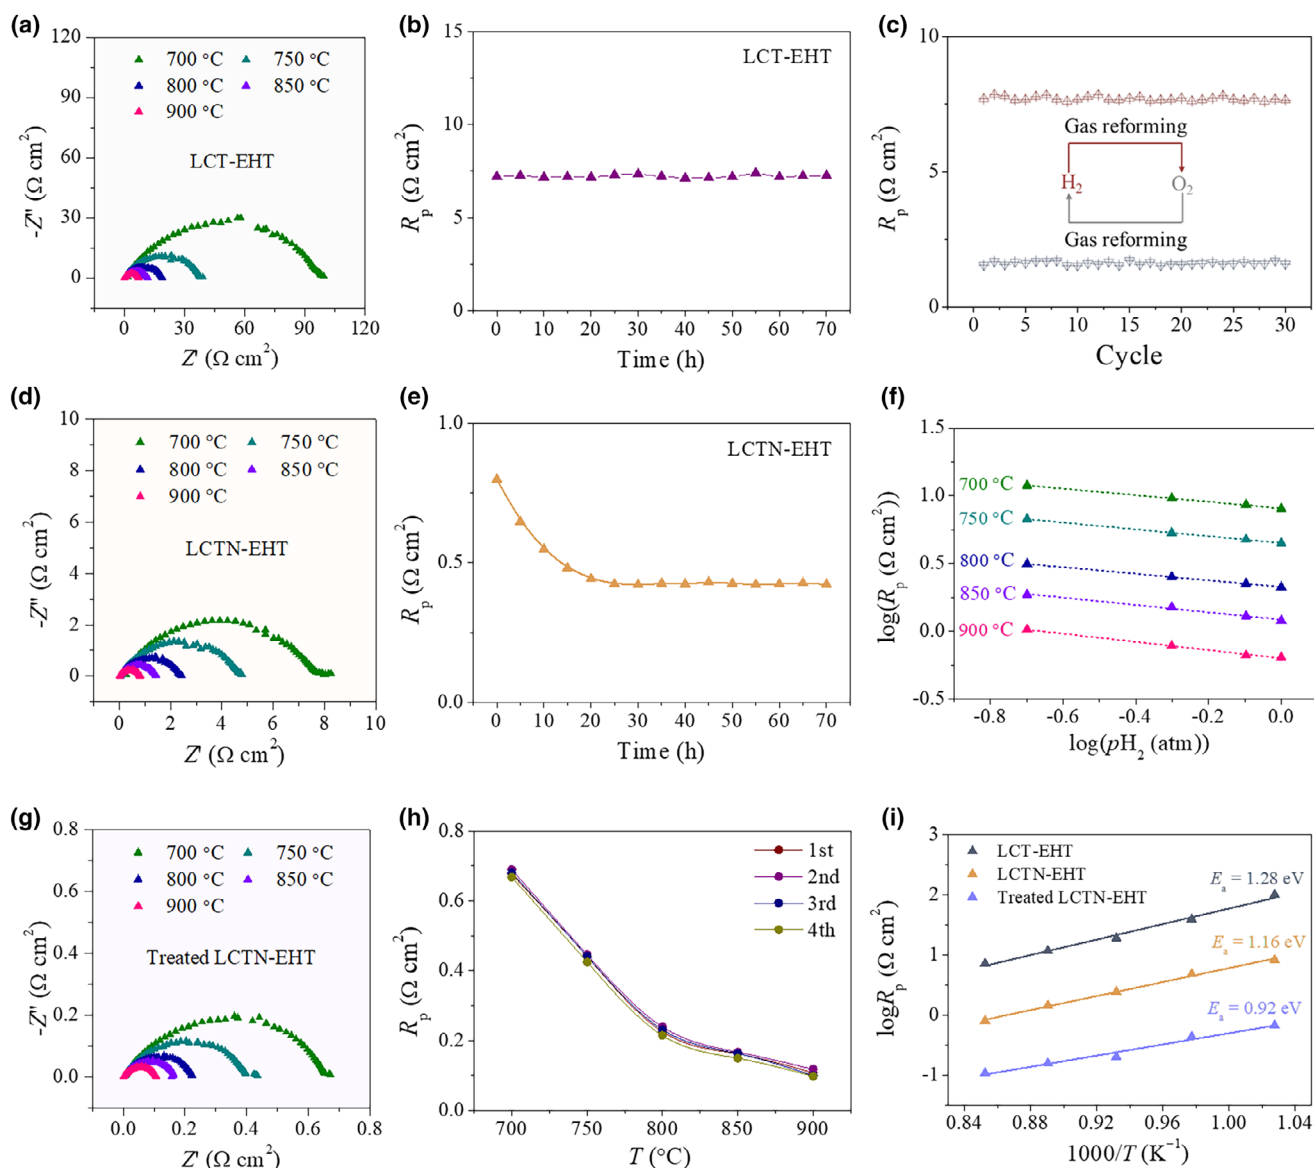 (a)
120
90
60
30
0
-Z'' (Ω cm²)
700 °C
750 °C
800 °C
850 °C
900 °C
LCT-EHT
0 30 60 90 120
Z' (Ω cm²)
(b)
15
10
5
0
Rp (Ω cm²)
LCT-EHT
0 10 20 30 40 50 60 70
Time (h)
(c)
10
5
0
Rp (Ω cm²)
Gas reforming
H₂
O₂
Gas reforming
0 5 10 15 20 25 30
Cycle
(d)
10
8
6
4
2
0
-Z'' (Ω cm²)
700 °C
750 °C
800 °C
850 °C
900 °C
LCTN-EHT
0 2 4 6 8 10
Z' (Ω cm²)
(e)
1.0
0.5
0.0
Rp (Ω cm²)
LCTN-EHT
0 10 20 30 40 50 60 70
Time (h)
(f)
1.5
1.0
0.5
0.0
-0.5
log(Rp (Ω cm²))
700 °C
750 °C
800 °C
850 °C
900 °C
-0.8 -0.6 -0.4 -0.2 0.0
log(pH₂ (atm))
(g)
0.8
0.6
0.4
0.2
0.0
-Z'' (Ω cm²)
700 °C
750 °C
800 °C
850 °C
900 °C
Treated LCTN-EHT
0.0 0.2 0.4 0.6 0.8
Z' (Ω cm²)
(h)
0.8
0.6
0.4
0.2
0.0
Rp (Ω cm²)
1st
2nd
3rd
4th
700 750 800 850 900
T (°C)
(i)
3
2
1
0
-1
logRp (Ω cm²)
LCT-EHT
LCTN-EHT
Treated LCTN-EHT
Ea = 1.28 eV
Ea = 1.16 eV
Ea = 0.92 eV
0.84 0.88 0.92 0.96 1.00 1.04
1000/T (K⁻¹)